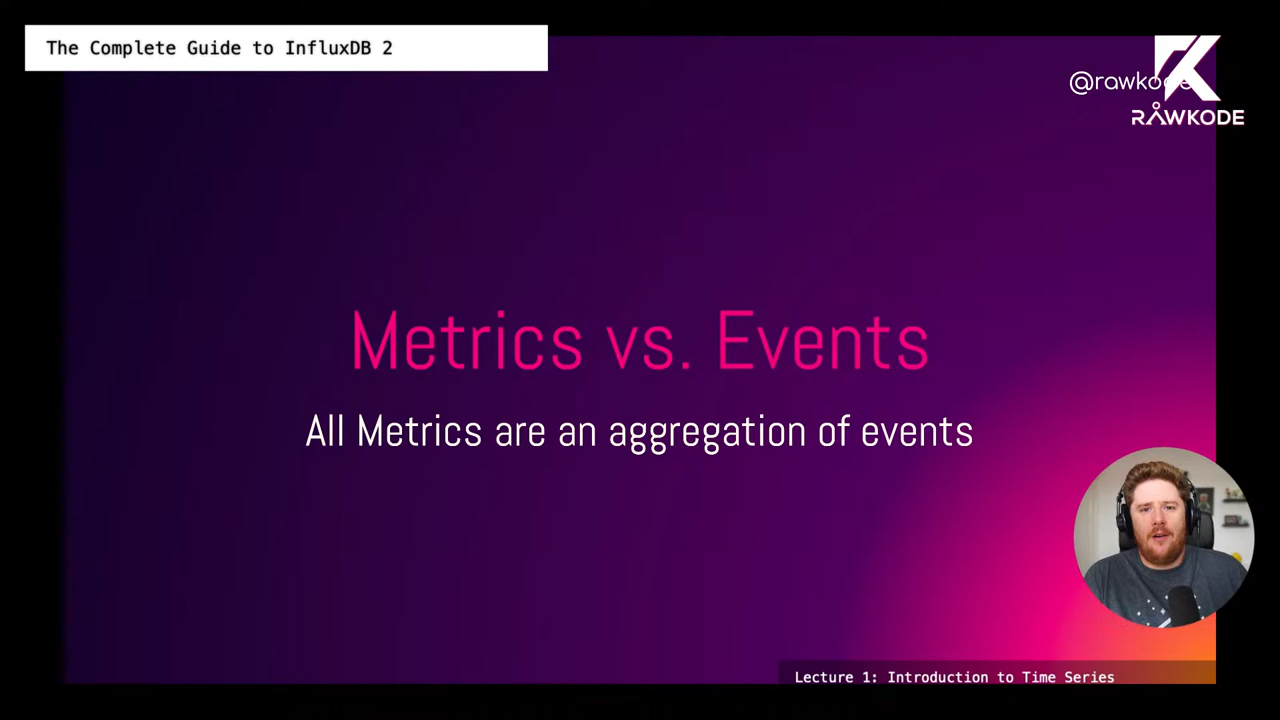 The Complete Guide to InfluxDB 2
@rawkode
RAWKODE
Metrics vs. Events
All Metrics are an aggregation of events
Lecture 1: Introduction to Time Series